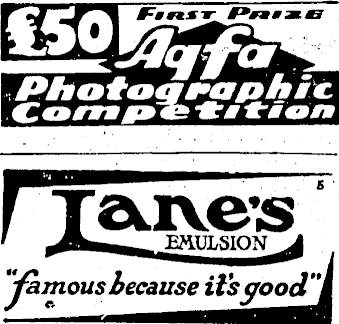 £50 FIRST PRIZE
Agfa
Photographic
Competition
Lane's
EMULSION
"famous because it's good"